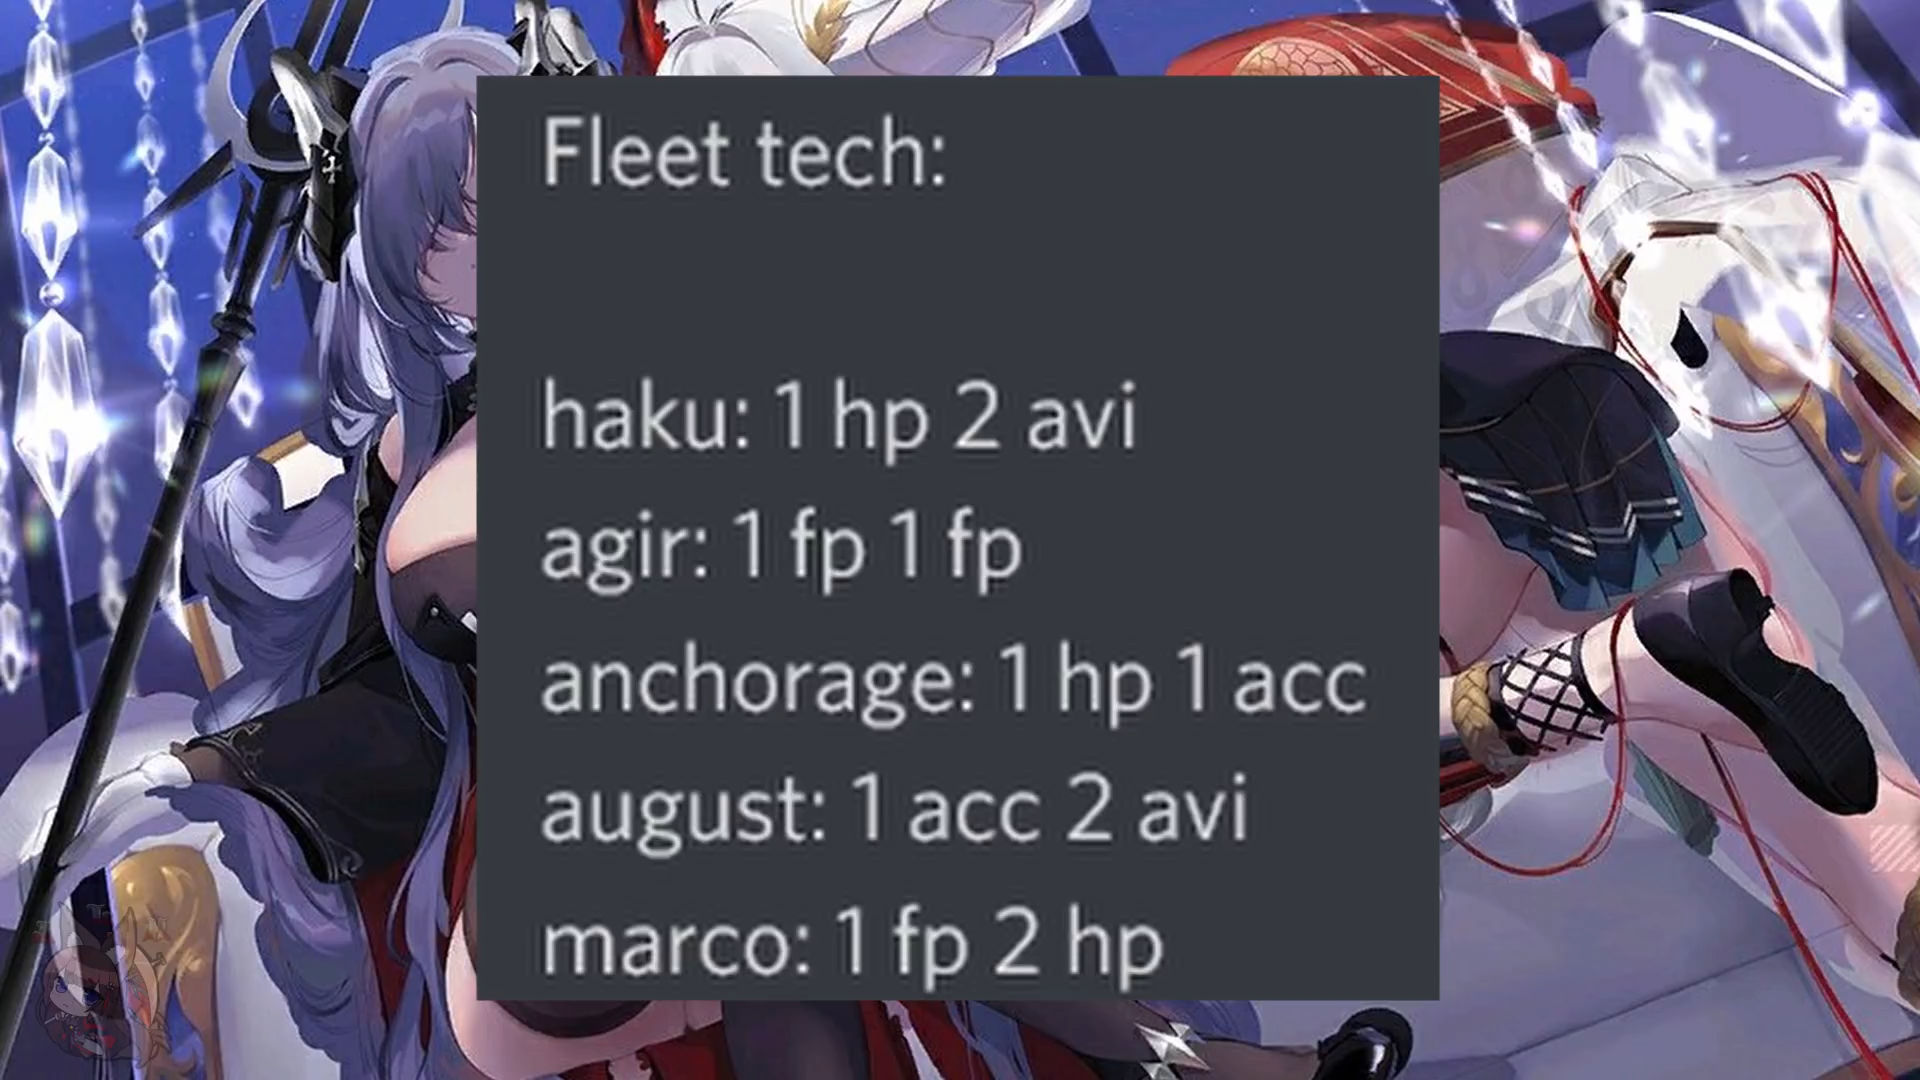 Fleet tech:
haku: 1 hp 2 avi
agir: 1 fp 1 fp
anchorage: 1 hp 1 acc
august: 1 acc 2 avi
marco: 1 fp 2 hp